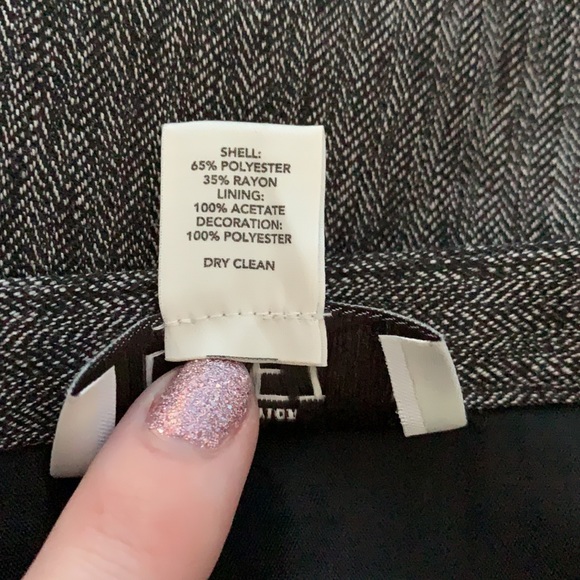 SHELL:
65% POLYESTER
35% RAYON
LINING:
100% ACETATE
DECORATION:
100% POLYESTER
DRY CLEAN